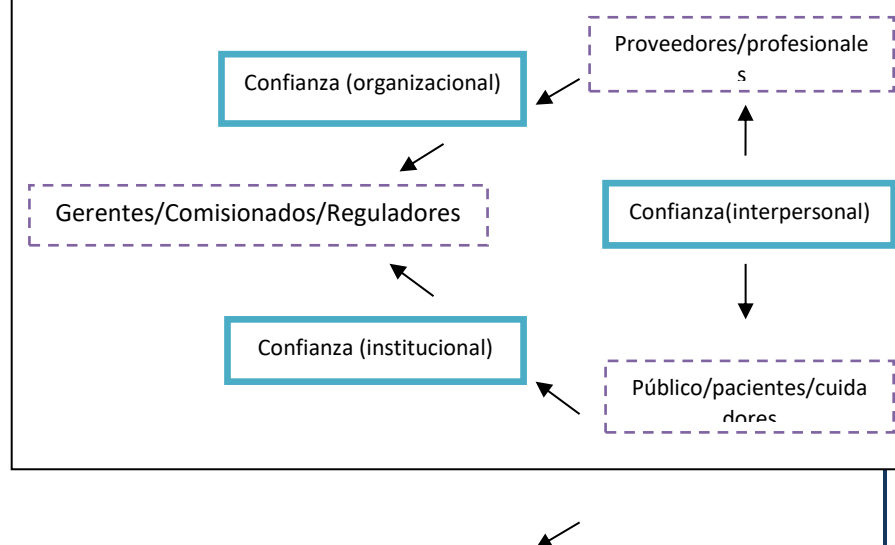 Proveedores/profesionale
s
Confianza (organizacional)
Gerentes/Comisionados/Reguladores
Confianza(interpersonal)
Confianza (institucional)
Público/pacientes/cuida
dores